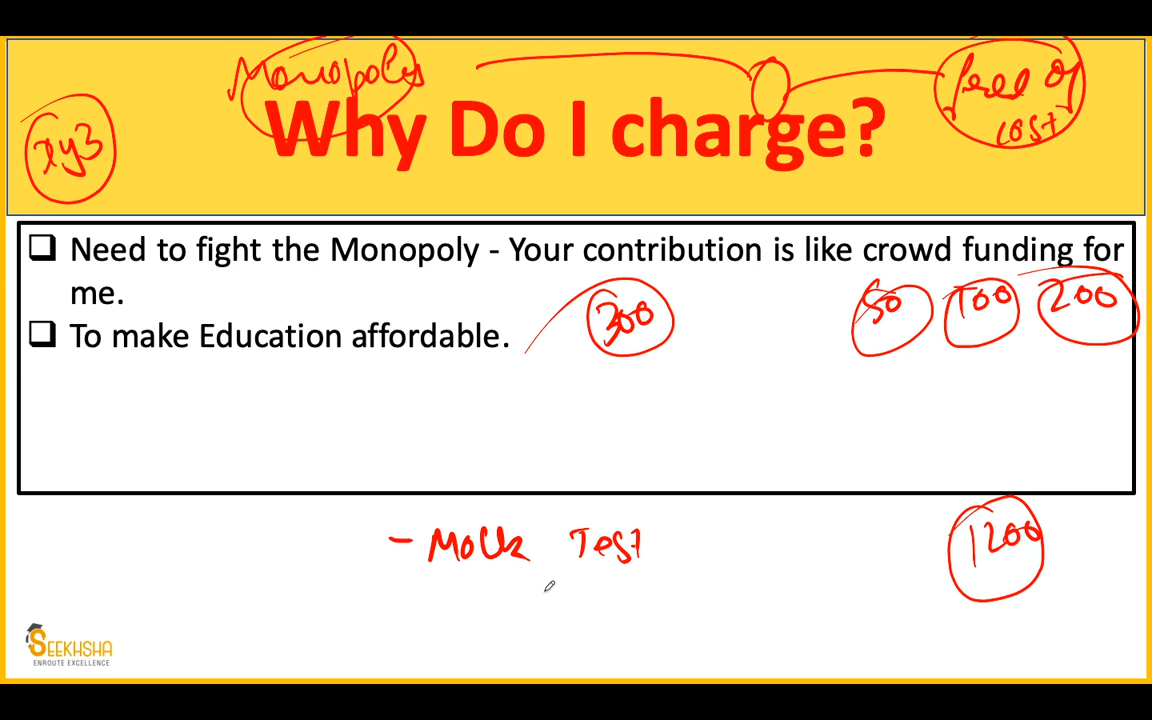 Monopoly
free of
cost
xyz
Why Do I charge?
Need to fight the Monopoly - Your contribution is like crowd funding for
me.
50 100 200
300
To make Education affordable.
1200
- Mock Test
SEEKHSHA
ENROUTE EXCELLENCE